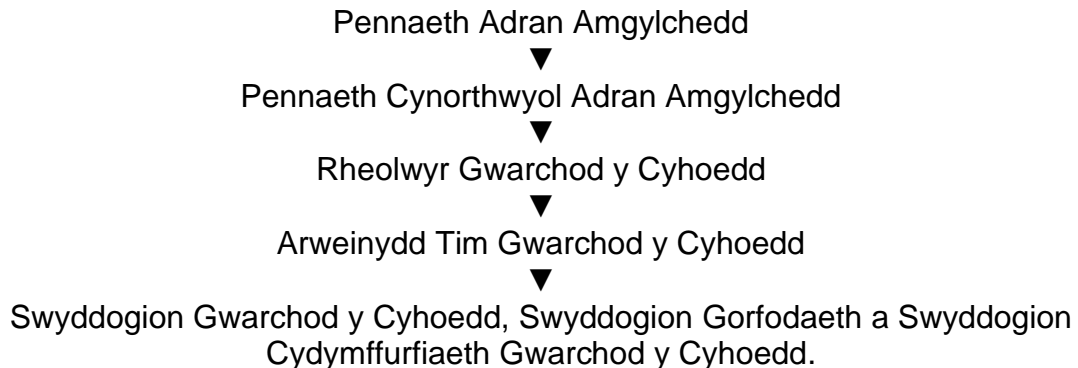 Pennaeth Adran Amgylchedd
▼
Pennaeth Cynorthwyol Adran Amgylchedd
▼
Rheolwyr Gwarchod y Cyhoedd
▼
Arweinydd Tim Gwarchod y Cyhoedd
▼
Swyddogion Gwarchod y Cyhoedd, Swyddogion Gorfodaeth a Swyddogion
Cydymffurfiaeth Gwarchod y Cyhoedd.